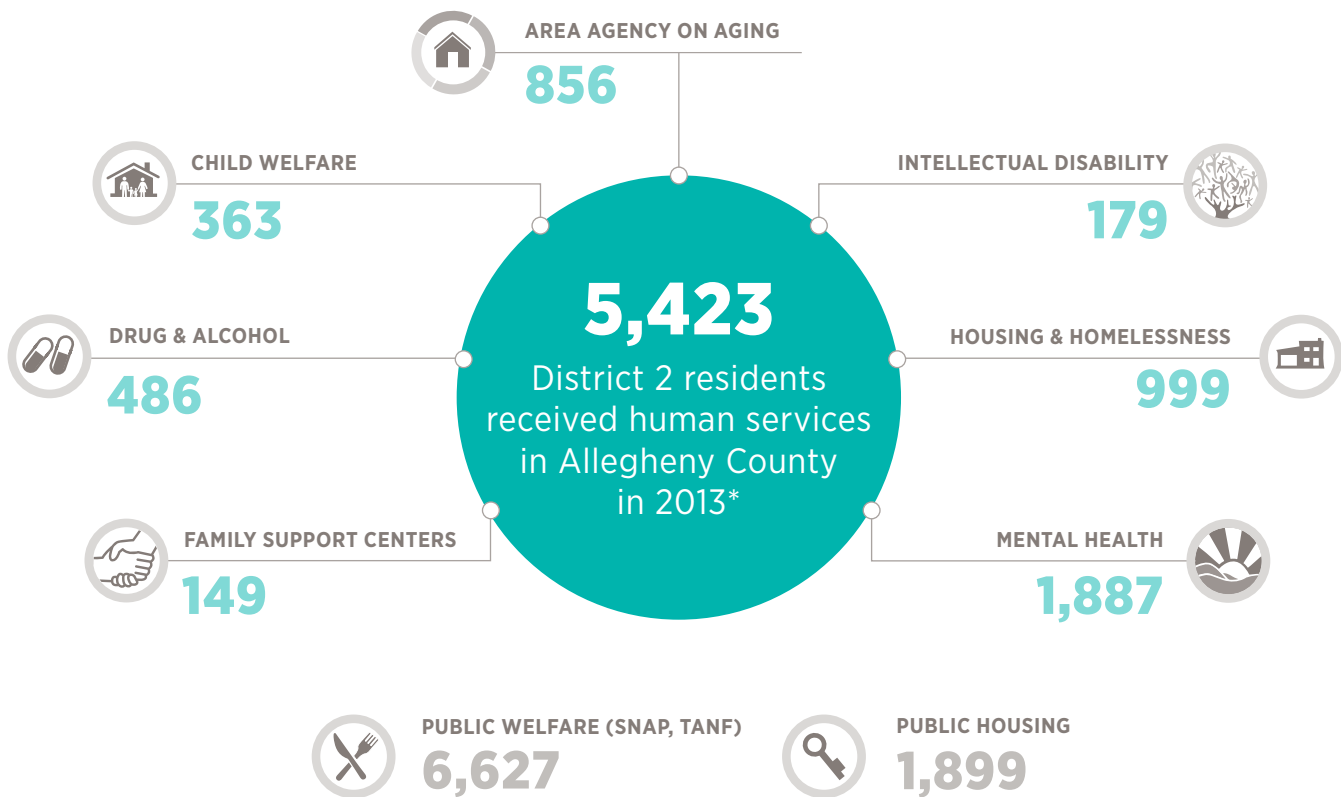 AREA AGENCY ON AGING
856
CHILD WELFARE
363
INTELLECTUAL DISABILITY
179
DRUG & ALCOHOL
486
HOUSING & HOMELESSNESS
999
5,423
District 2 residents
received human services
in Allegheny County
in 2013*
FAMILY SUPPORT CENTERS
149
MENTAL HEALTH
1,887
PUBLIC WELFARE (SNAP, TANF)
6,627
PUBLIC HOUSING
1,899